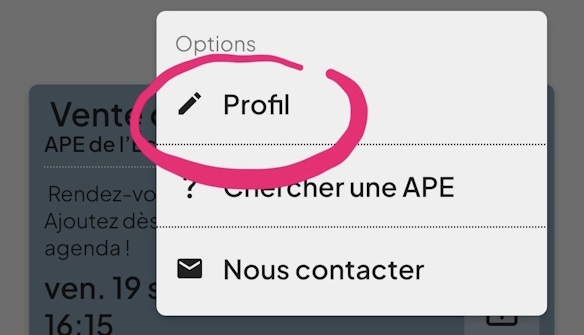 Options
Profil
Chercher une APE
Nous contacter
Vente
APE de l'
Rendez-vo
Ajoutez dès
agenda !
ven. 19 s
16:15